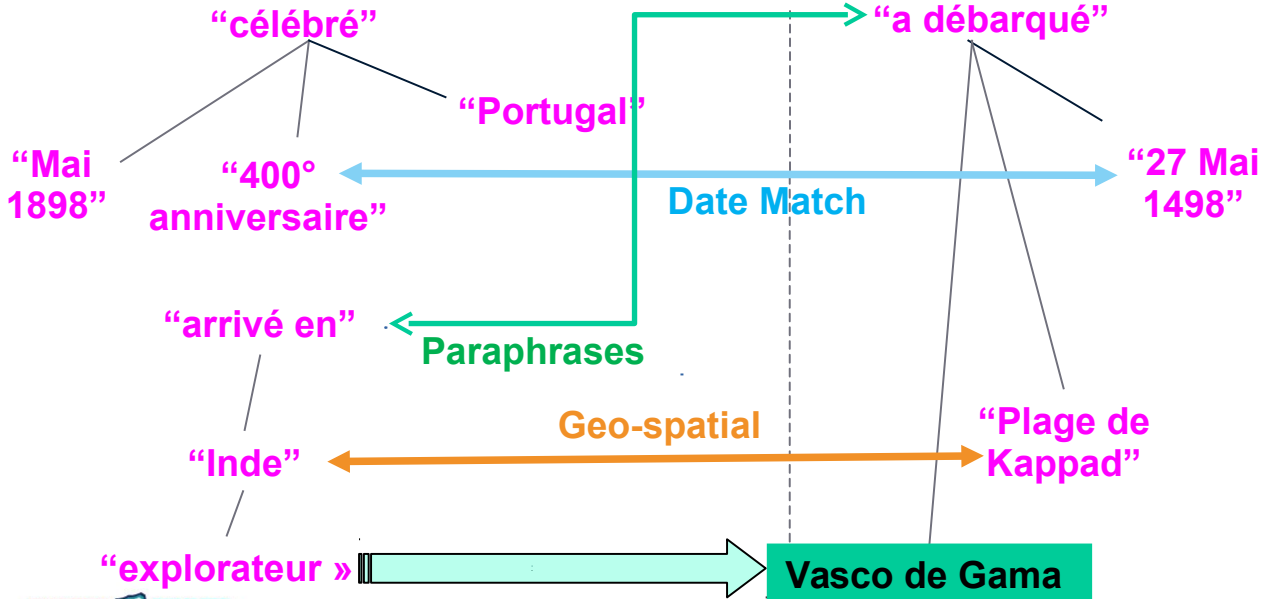 “célébré”
“a débarqué”
“Portugal”
“Mai
1898”
“400°
anniversaire”
“27 Mai
1498”
Date Match
“arrivé en”
Paraphrases
Geo-spatial
“Plage de
Kappad”
“Inde”
“explorateur »
Vasco de Gama